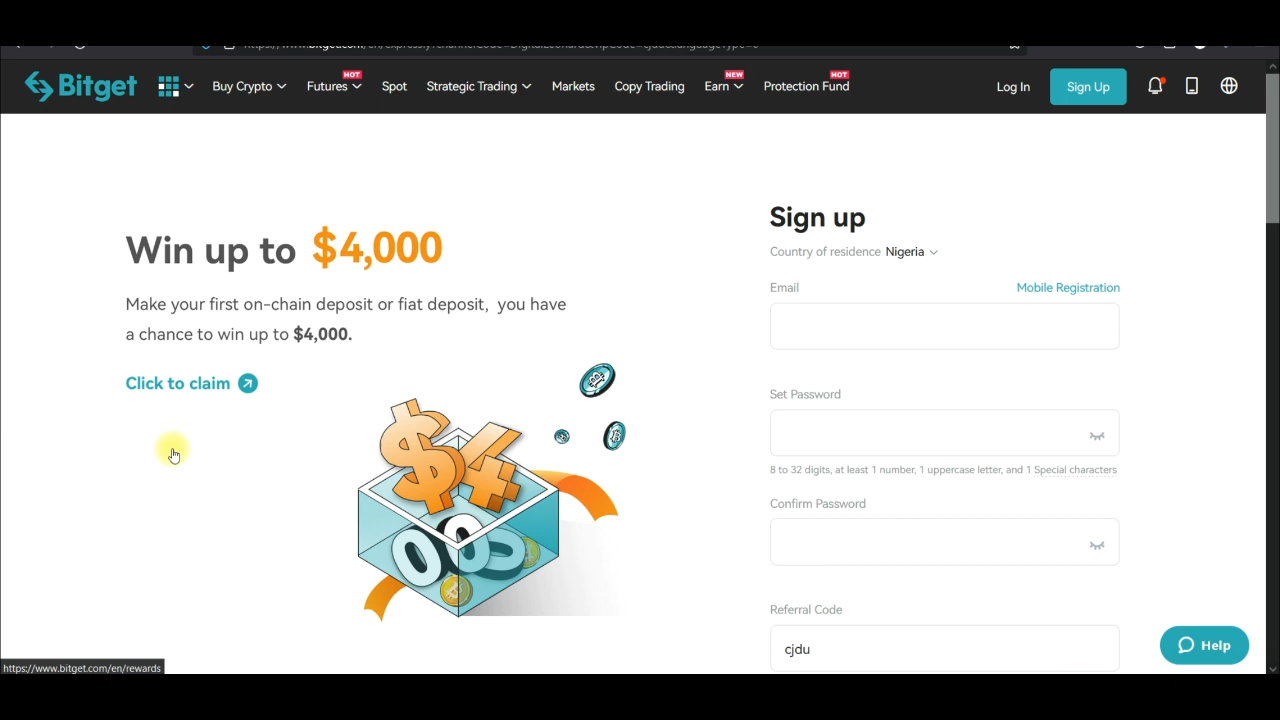 Bitget
Buy Crypto
Futures
HOT
Spot
Strategic Trading
Markets
Copy Trading
Earn
NEW
Protection Fund
HOT
Log In
Sign Up
Win up to $4,000
Make your first on-chain deposit or fiat deposit, you have
a chance to win up to $4,000.
Click to claim
Sign up
Country of residence Nigeria
Email
Mobile Registration
Set Password
8 to 32 digits, at least 1 number, 1 uppercase letter, and 1 Special characters
Confirm Password
Referral Code
cjdu
Help
https://www.bitget.com/en/rewards